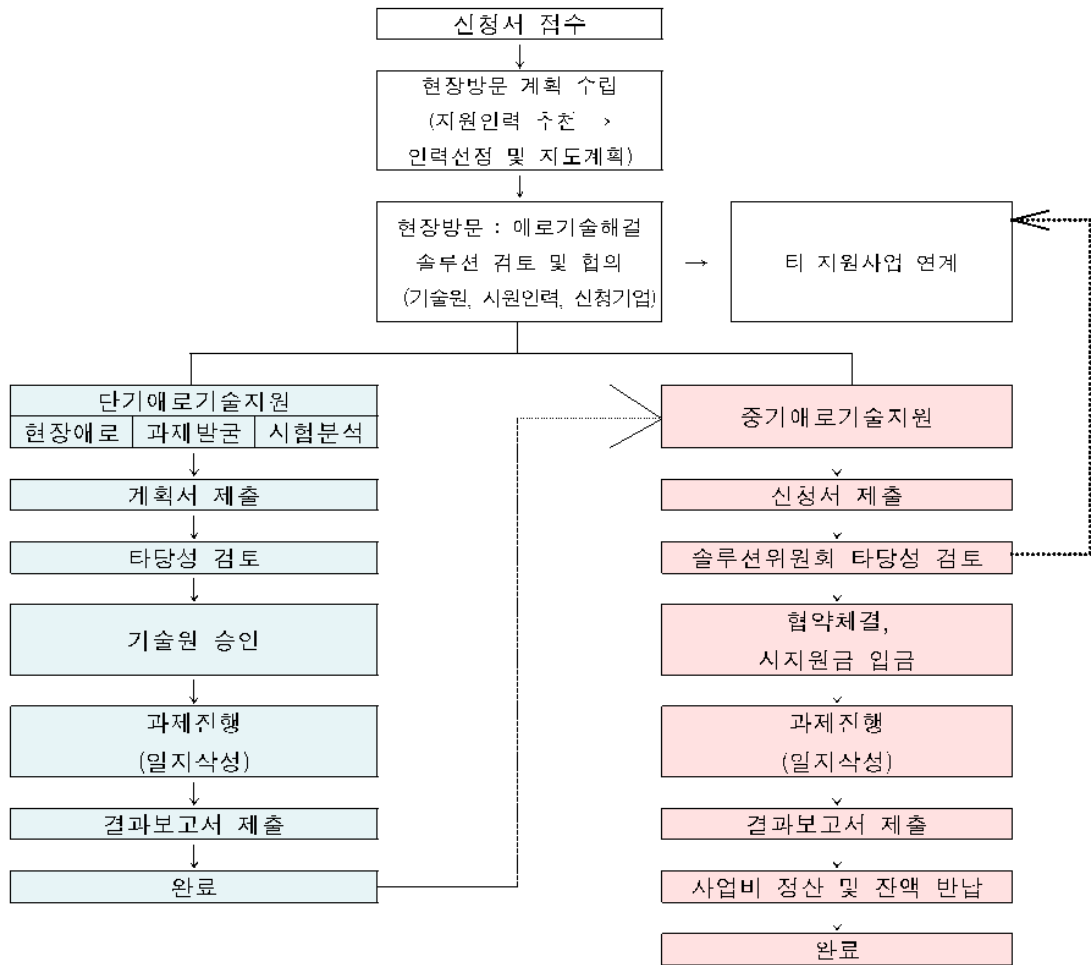 신청서 접수
현장방문 계획 수립
(지원인력 추천 >
인력선정 및 지도계획)
현장방문 : 애로기술해결
솔루션 검토 및 협의
(기술원, 지원인력, 신청기업)
→
타 지원사업 연계
단기애로기술지원
현장애로 과제발굴 시험분석
계획서 제출
타당성 검토
기술원 승인
과제진행
(일지작성)
결과보고서 제출
완료
중기애로기술지원
신청서 제출
솔루션위원회 타당성 검토
협약체결,
시지원금 입금
과제진행
(일지작성)
결과보고서 제출
사업비 정산 및 잔액 반납
완료